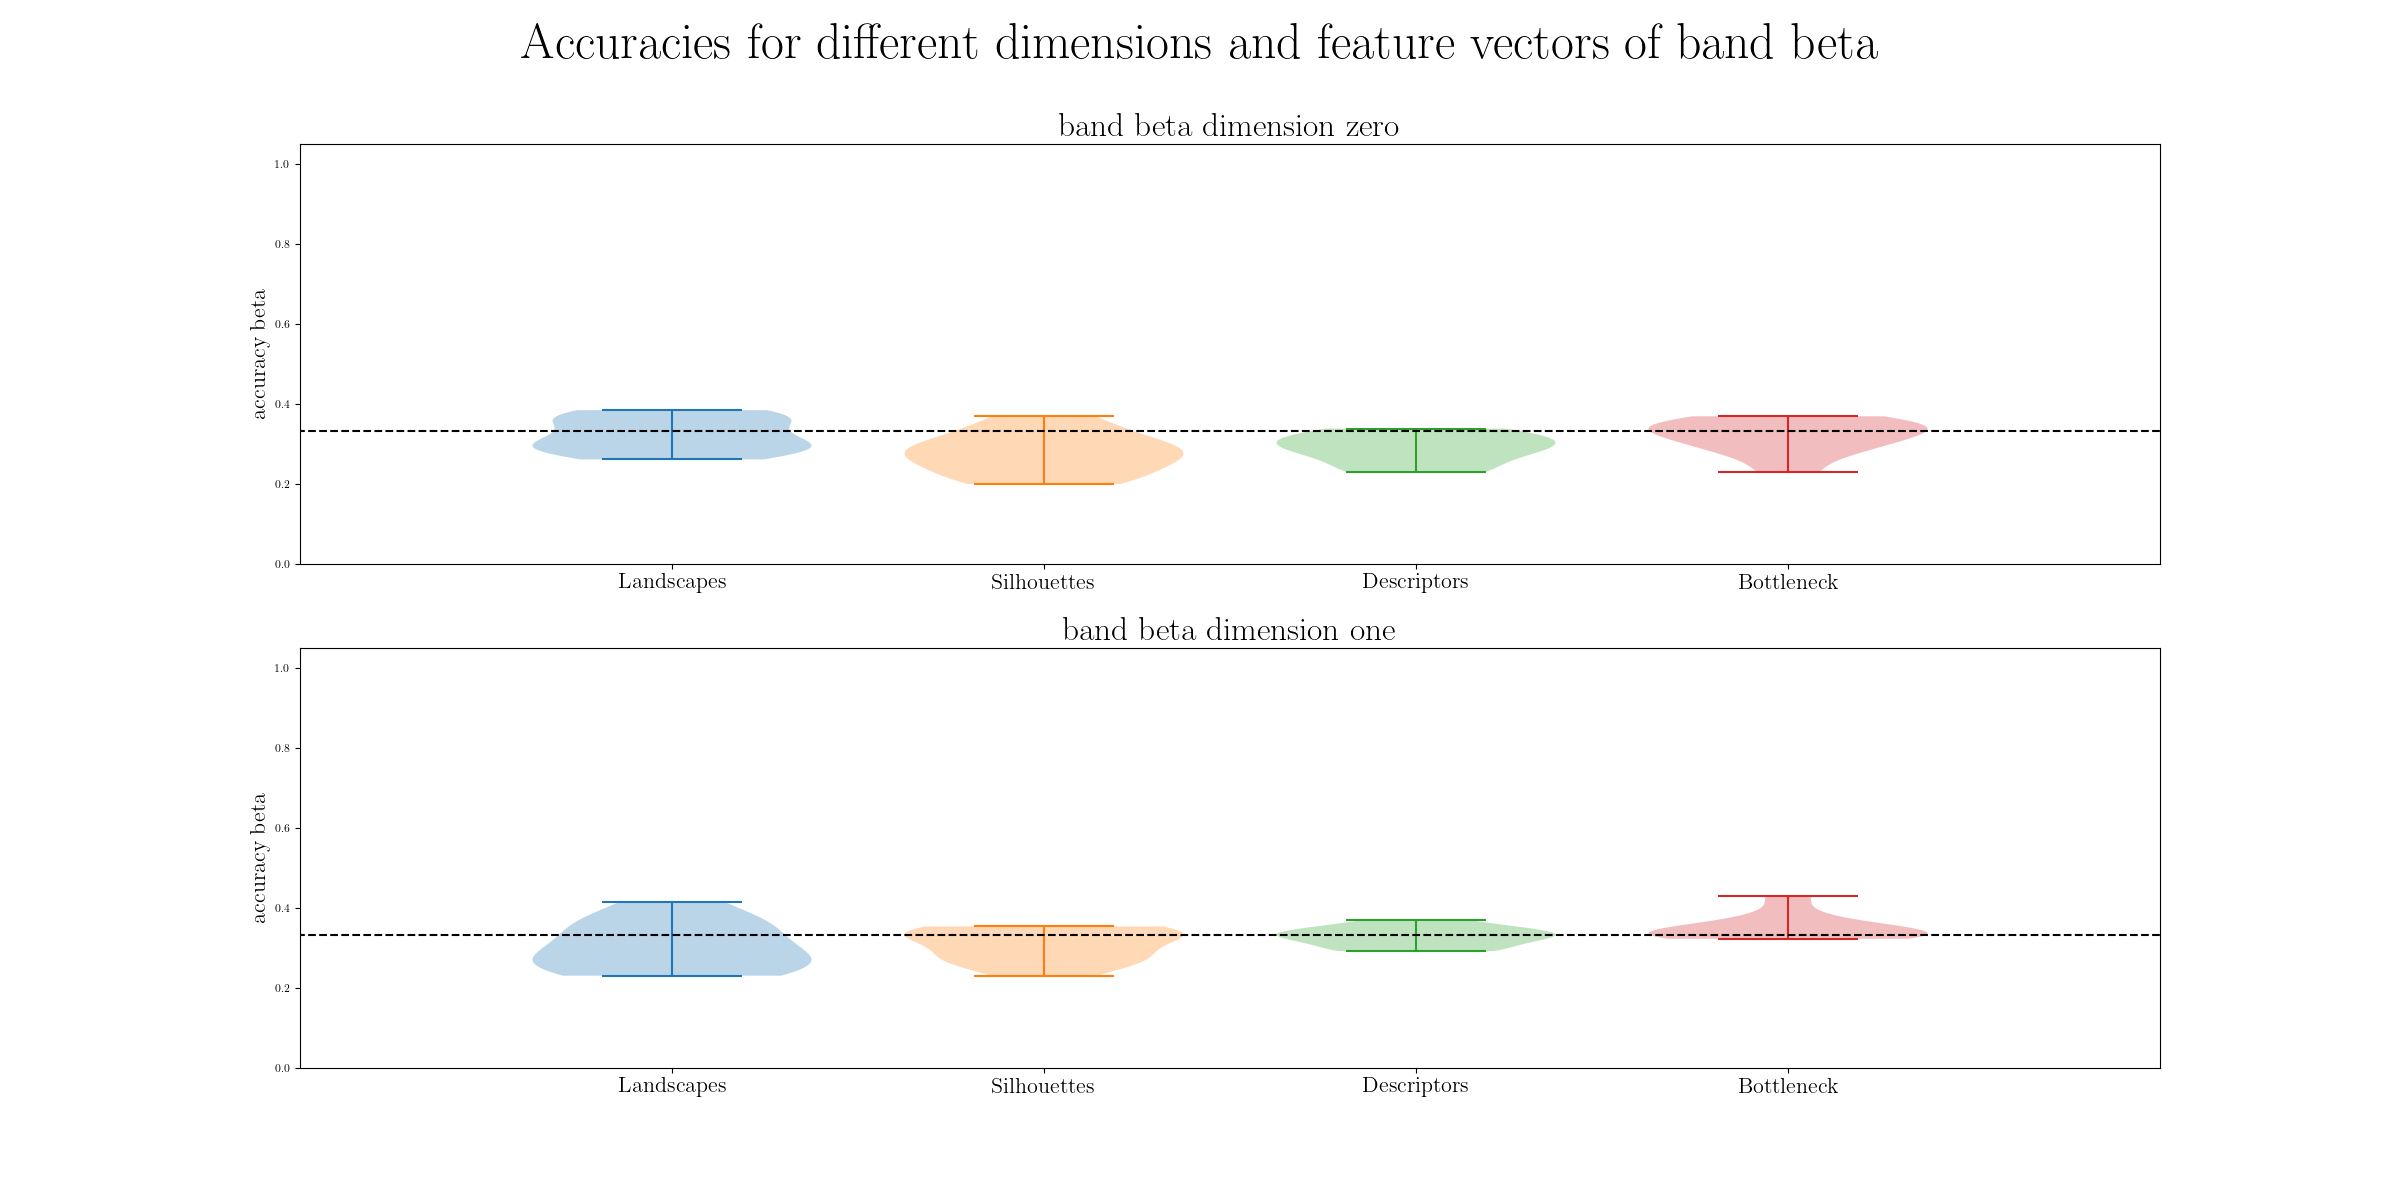 Accuracies for different dimensions and feature vectors of band beta
band beta dimension zero
1.0
0.8
0.6
0.4
0.2
0.0
accuracy beta
Landscapes Silhouettes Descriptors Bottleneck
band beta dimension one
1.0
0.8
0.6
0.4
0.2
0.0
accuracy beta
Landscapes Silhouettes Descriptors Bottleneck